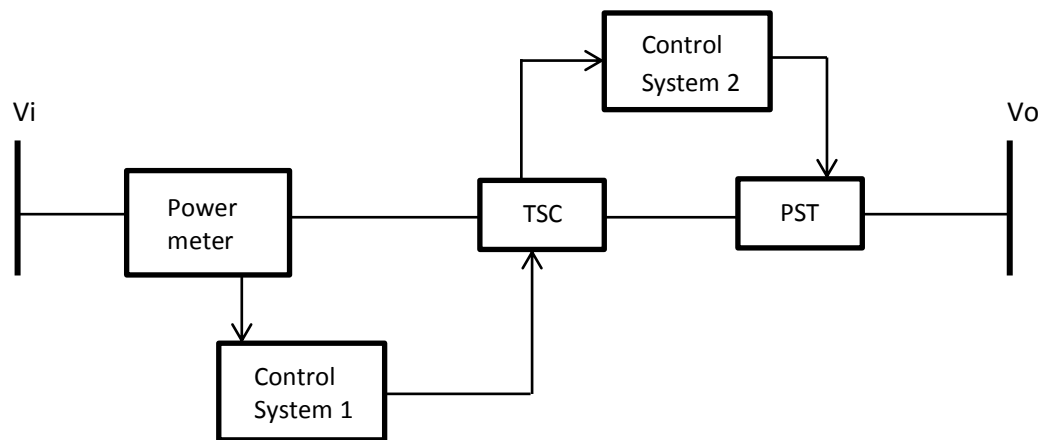 Control
System 2
Vi
Vo
Power
meter
TSC
PST
Control
System 1